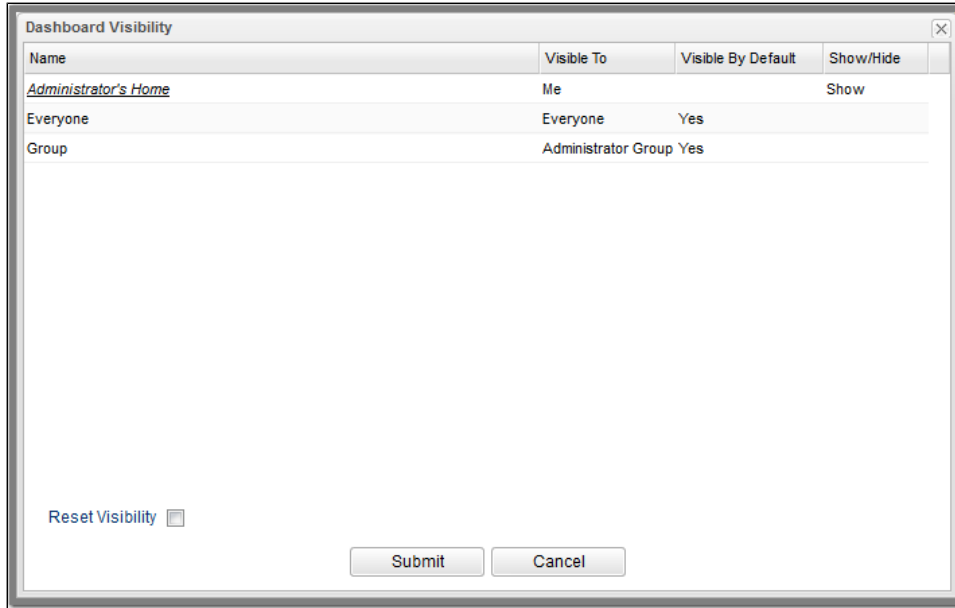 Dashboard Visibility
Name Visible To Visible By Default Show/Hide
Administrator's Home Me Show
Everyone Everyone Yes
Group Administrator Group Yes
Reset Visibility
Submit Cancel